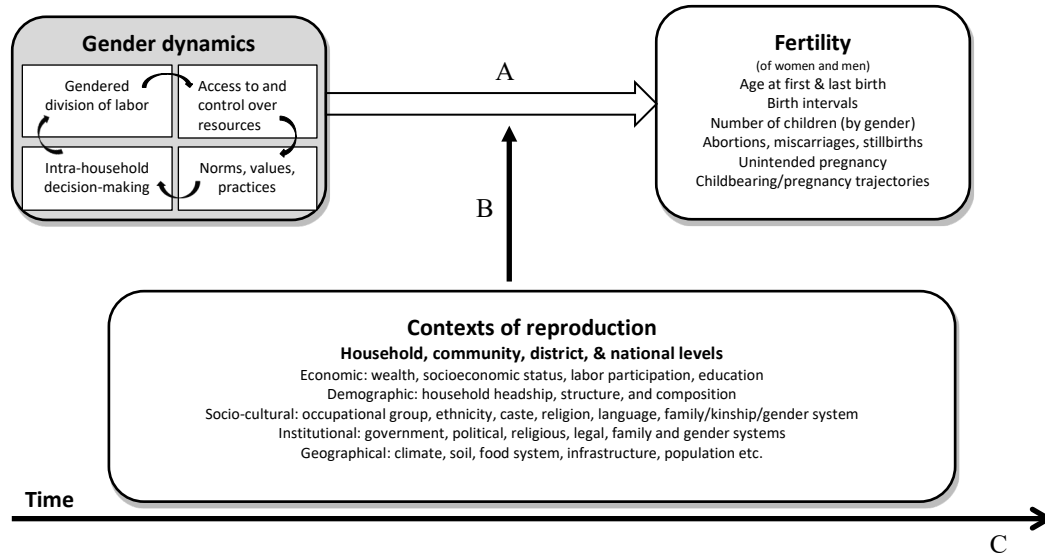 Gender dynamics
Gendered
division of labor
Access to and
control over
resources
Intra-household
decision-making
Norms, values,
practices
A
Fertility
(of women and men)
Age at first & last birth
Birth intervals
Number of children (by gender)
Abortions, miscarriages, stillbirths
Unintended pregnancy
Childbearing/pregnancy trajectories
B
Contexts of reproduction
Household, community, district, & national levels
Economic: wealth, socioeconomic status, labor participation, education
Demographic: household headship, structure, and composition
Socio-cultural: occupational group, ethnicity, caste, religion, language, family/kinship/gender system
Institutional: government, political, religious, legal, family and gender systems
Geographical: climate, soil, food system, infrastructure, population etc.
Time
C